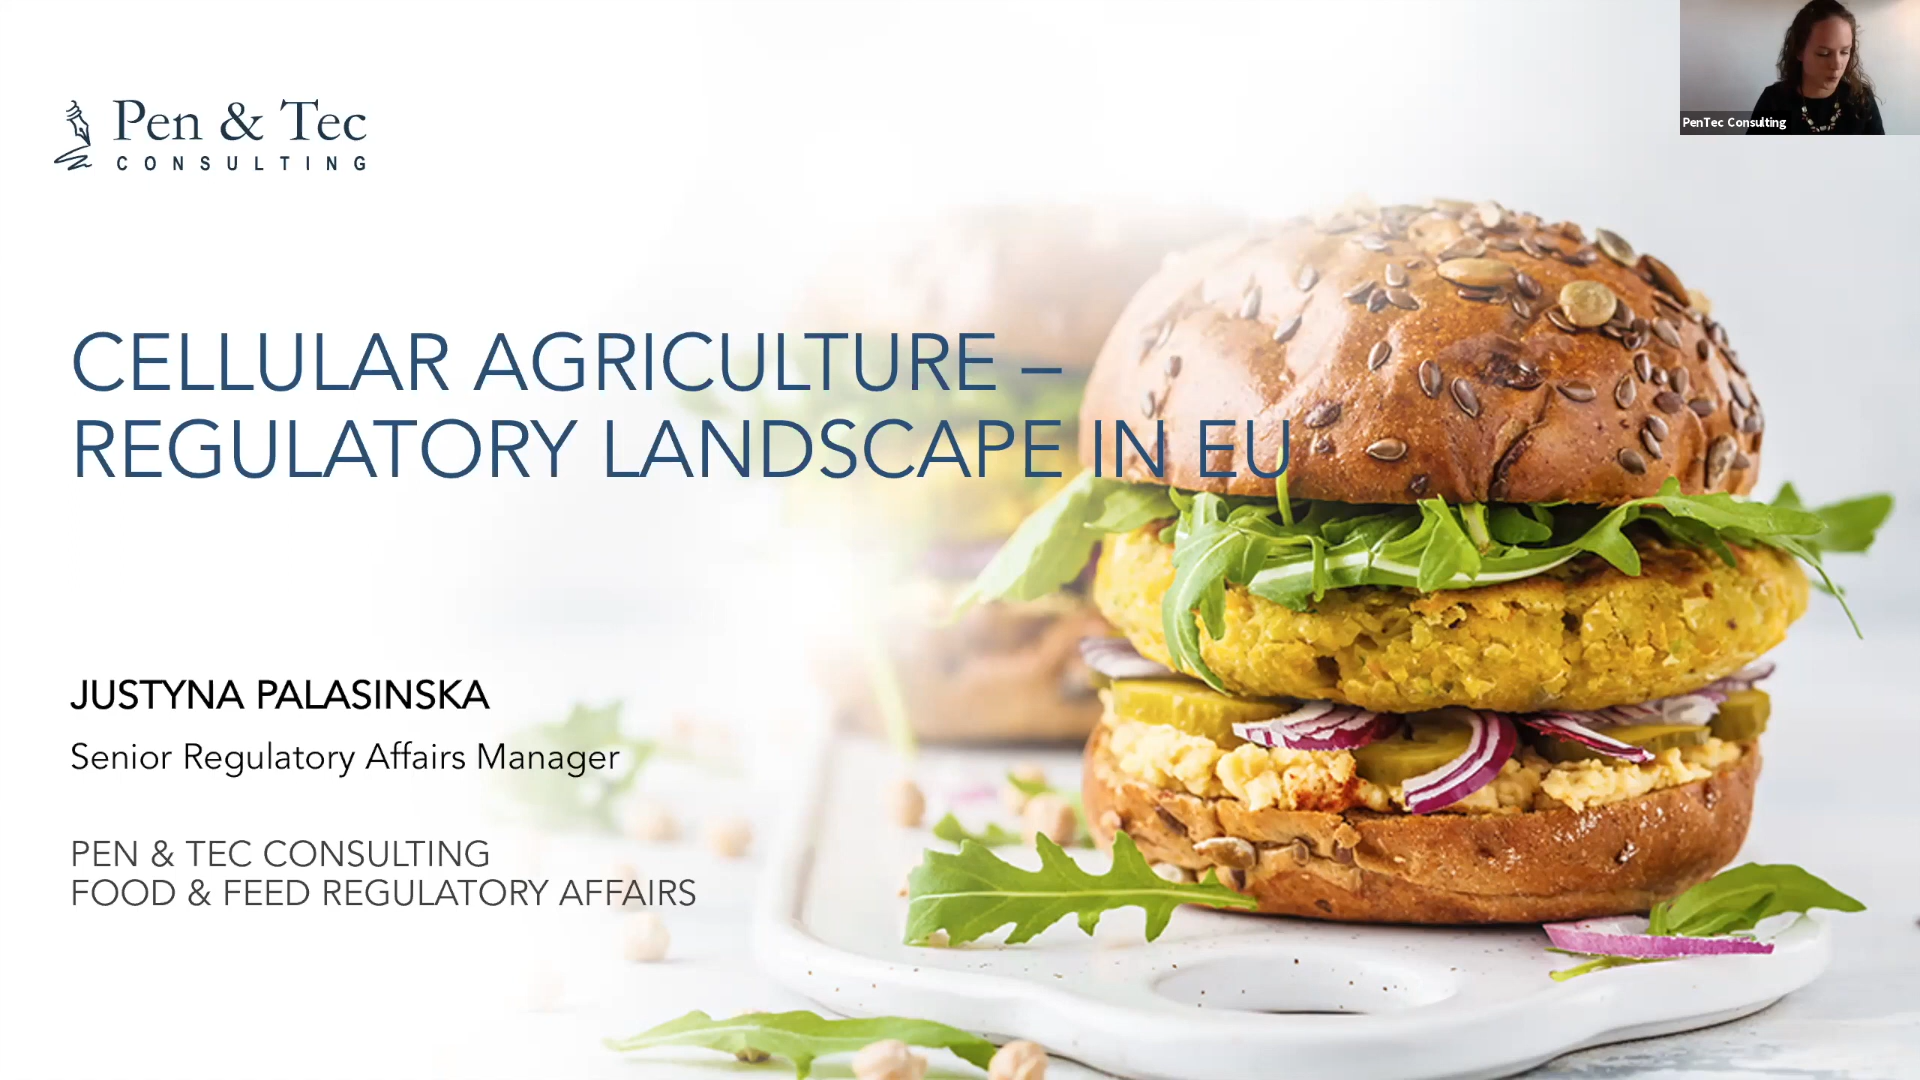 Pen & Tec
CONSULTING
PenTec Consulting
CELLULAR AGRICULTURE –
REGULATORY LANDSCAPE IN EU
JUSTYNA PALASINSKA
Senior Regulatory Affairs Manager
PEN & TEC CONSULTING
FOOD & FEED REGULATORY AFFAIRS